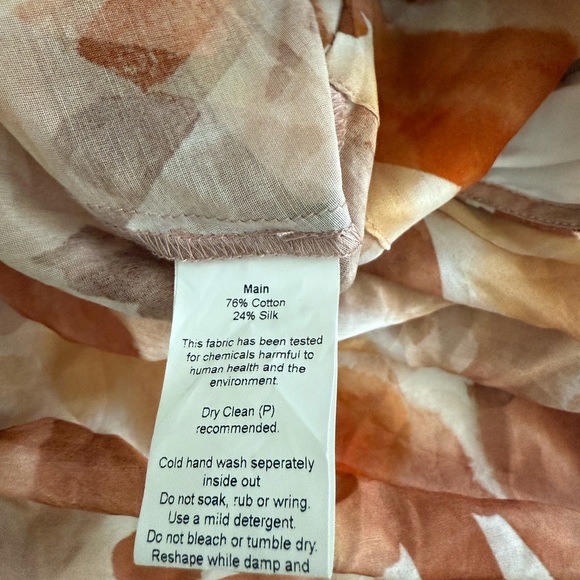 Main
76% Cotton
24% Silk
This fabric has been tested
for chemicals harmful to
human health and the
environment.
Dry Clean (P)
recommended.
Cold hand wash seperately
inside out
Do not soak, rub or wring.
Use a mild detergent.
Do not bleach or tumble dry.
Reshape while damp and